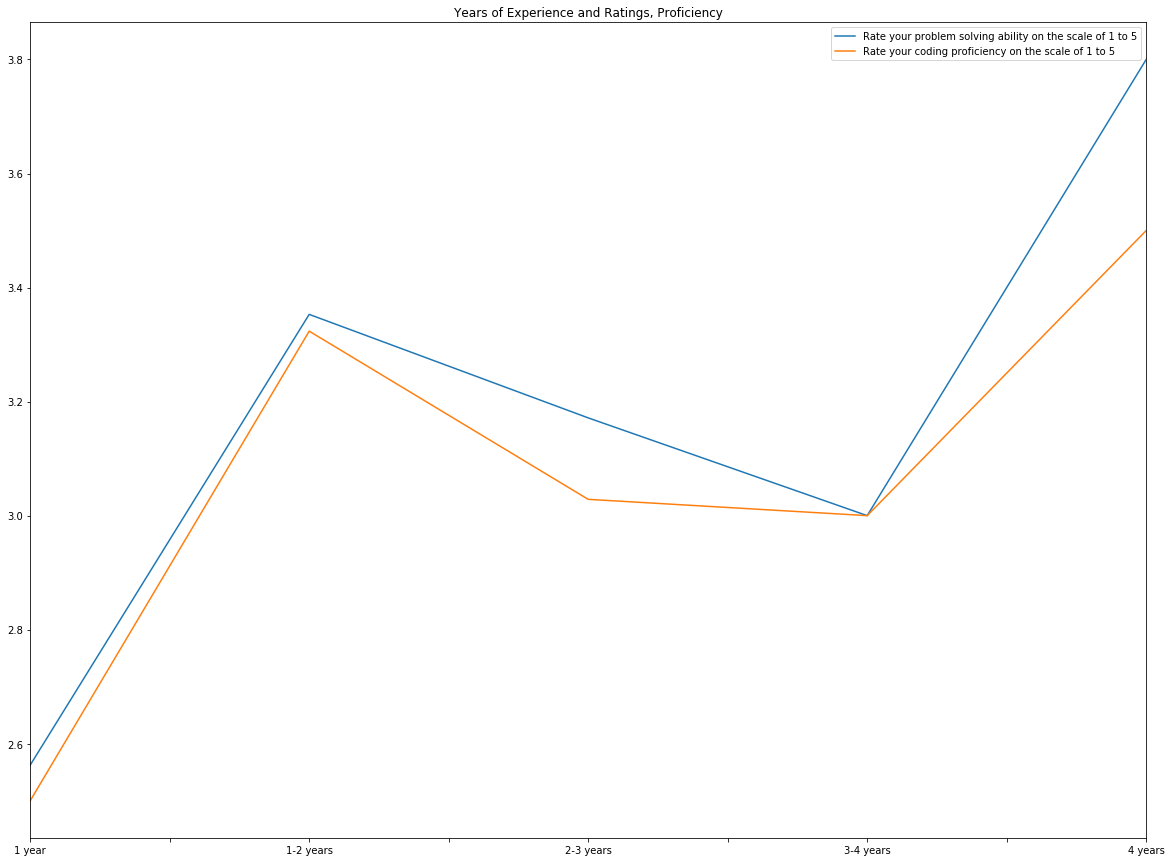 Years of Experience and Ratings, Proficiency
Rate your problem solving ability on the scale of 1 to 5
Rate your coding proficiency on the scale of 1 to 5
3.8
3.6
3.4
3.2
3.0
2.8
2.6
1 year 1-2 years 2-3 years 3-4 years 4 years